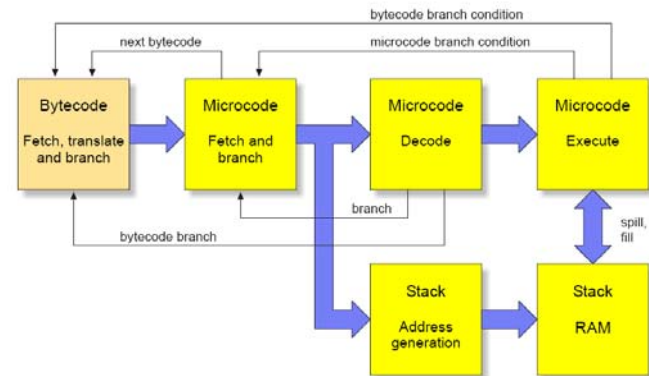 bytecode branch condition
next bytecode
microcode branch condition
Bytecode
Fetch, translate
and branch
Microcode
Fetch and
branch
Microcode
Decode
Microcode
Execute
branch
bytecode branch
spill,
fill
Stack
Address
generation
Stack
RAM